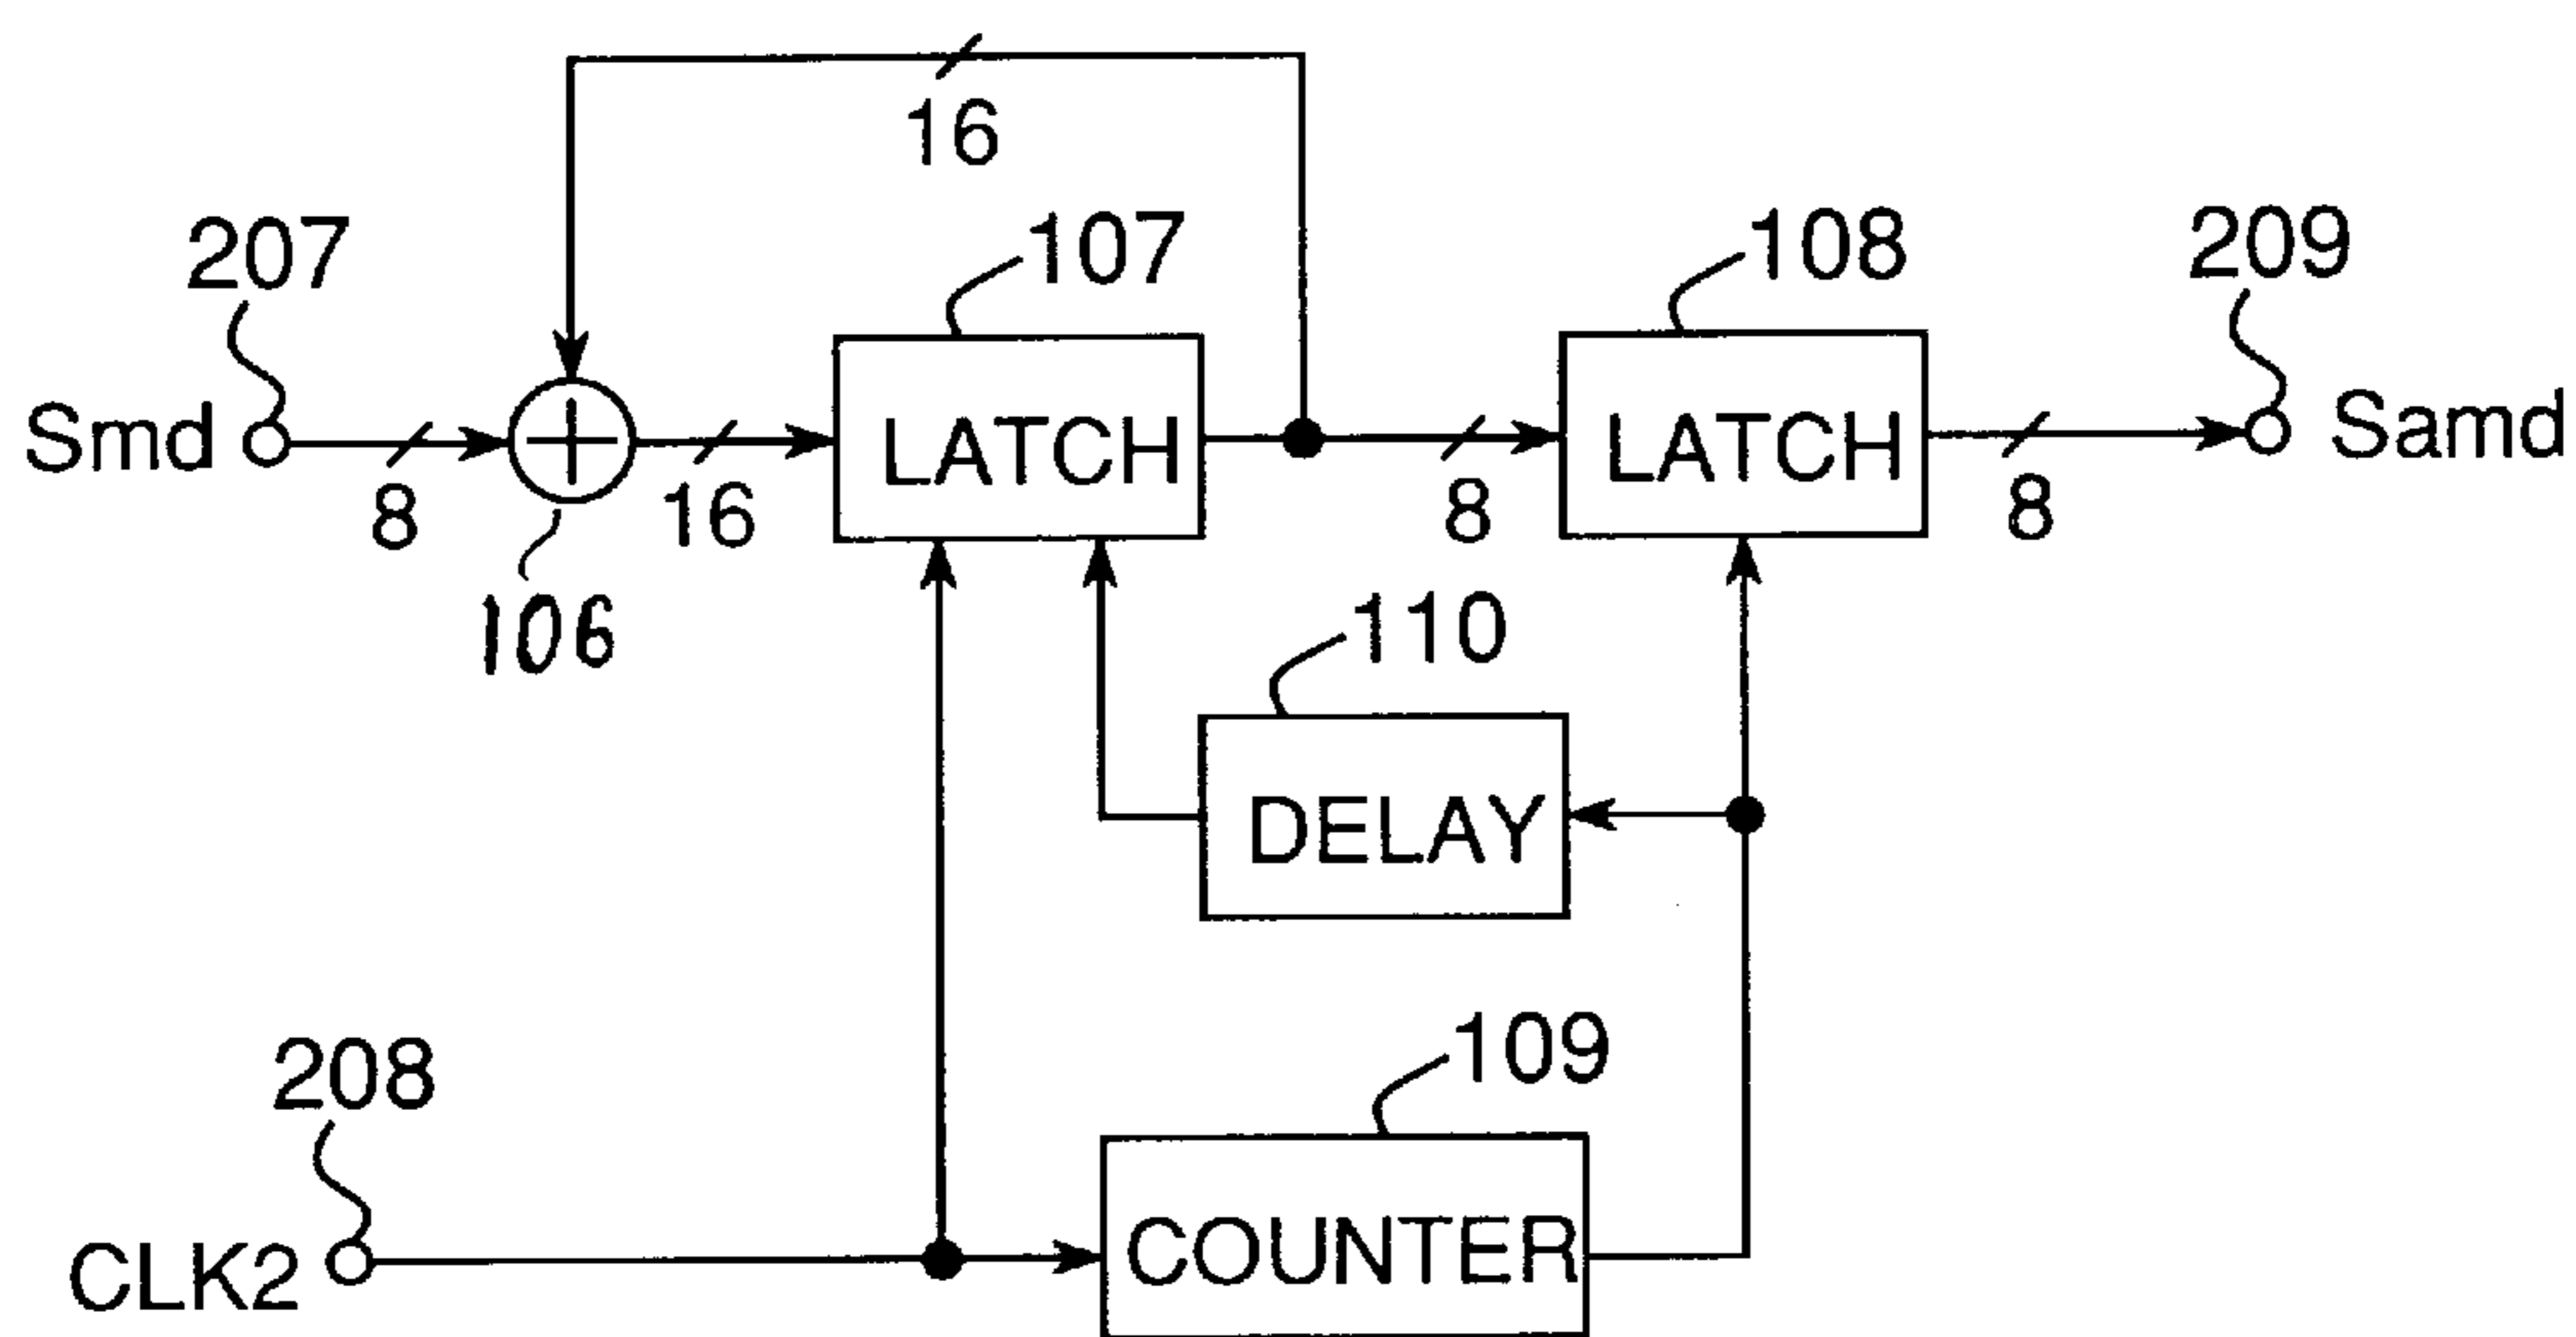 16
207
107
108
209
Smd
8
16
LATCH
8
LATCH
8
Samd
106
110
DELAY
208
109
CLK2
COUNTER